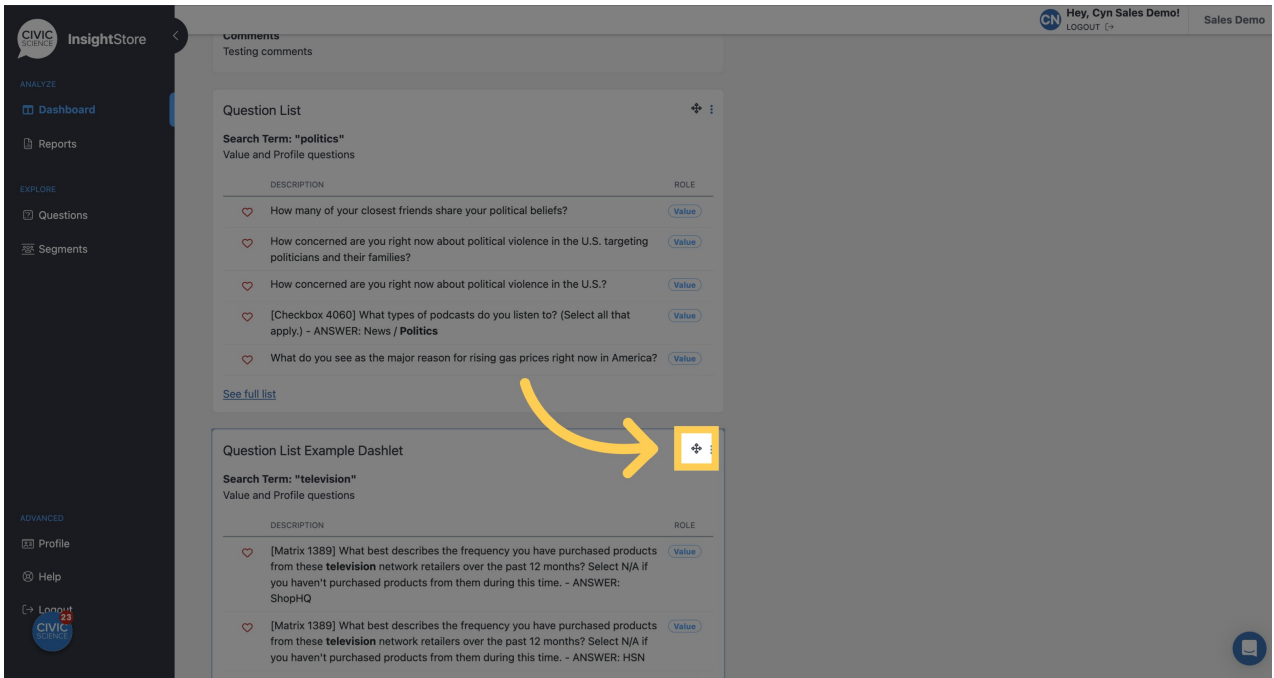 CIVIC
SCIENCE
InsightStore
CN
Hey, Cyn Sales Demo!
LOGOUT
Sales Demo
ANALYZE
Dashboard
Reports
EXPLORE
Questions
Segments
ADVANCED
Profile
Help
Logout
23
CIVIC
SCIENCE
Comments
Testing comments
Question List
Search Term: "politics"
Value and Profile questions
DESCRIPTION ROLE
How many of your closest friends share your political beliefs? Value
How concerned are you right now about political violence in the U.S. targeting Value
politicians and their families?
How concerned are you right now about political violence in the U.S.? Value
[Checkbox 4060] What types of podcasts do you listen to? (Select all that Value
apply.) – ANSWER: News / Politics
What do you see as the major reason for rising gas prices right now in America? Value
See full list
Question List Example Dashlet
Search Term: "television"
Value and Profile questions
DESCRIPTION ROLE
[Matrix 1389] What best describes the frequency you have purchased products Value
from these television network retailers over the past 12 months? Select N/A if
you haven't purchased products from them during this time. – ANSWER:
ShopHQ
[Matrix 1389] What best describes the frequency you have purchased products Value
from these television network retailers over the past 12 months? Select N/A if
you haven't purchased products from them during this time. – ANSWER: HSN